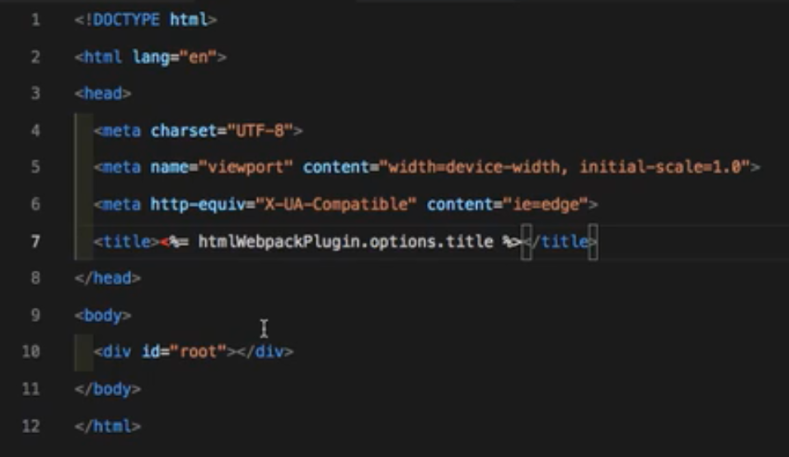 1 <!DOCTYPE html>
2 <html lang="en">
3 <head>
4 <meta charset="UTF-8">
5 <meta name="viewport" content="width=device-width, initial-scale=1.0">
6 <meta http-equiv="X-UA-Compatible" content="ie=edge">
7 <title><%= htmlWebpackPlugin.options.title %></title>
8 </head>
9 <body>
10 <div id="root"></div>
11 </body>
12 </html>